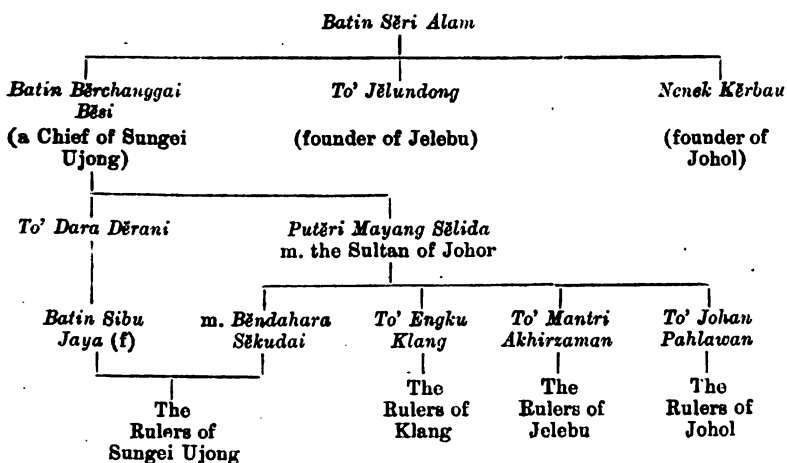 Batin Sĕri Alam
Batin Bĕrchanggai Bĕsi
(a Chief of Sungei Ujong)
To' Jĕlundong
(founder of Jelebu)
Nenek Kĕrbau
(founder of Johol)
To' Dara Dĕrani
Putĕri Mayang Sĕlida
m. the Sultan of Johor
Batin Sibu Jaya (f)
m. Bĕndahara Sĕkudai
To' Engku Klang
To' Mantri Akhirzaman
To' Johan Pahlawan
The Rulers of Sungei Ujong
The Rulers of Klang
The Rulers of Jelebu
The Rulers of Johol